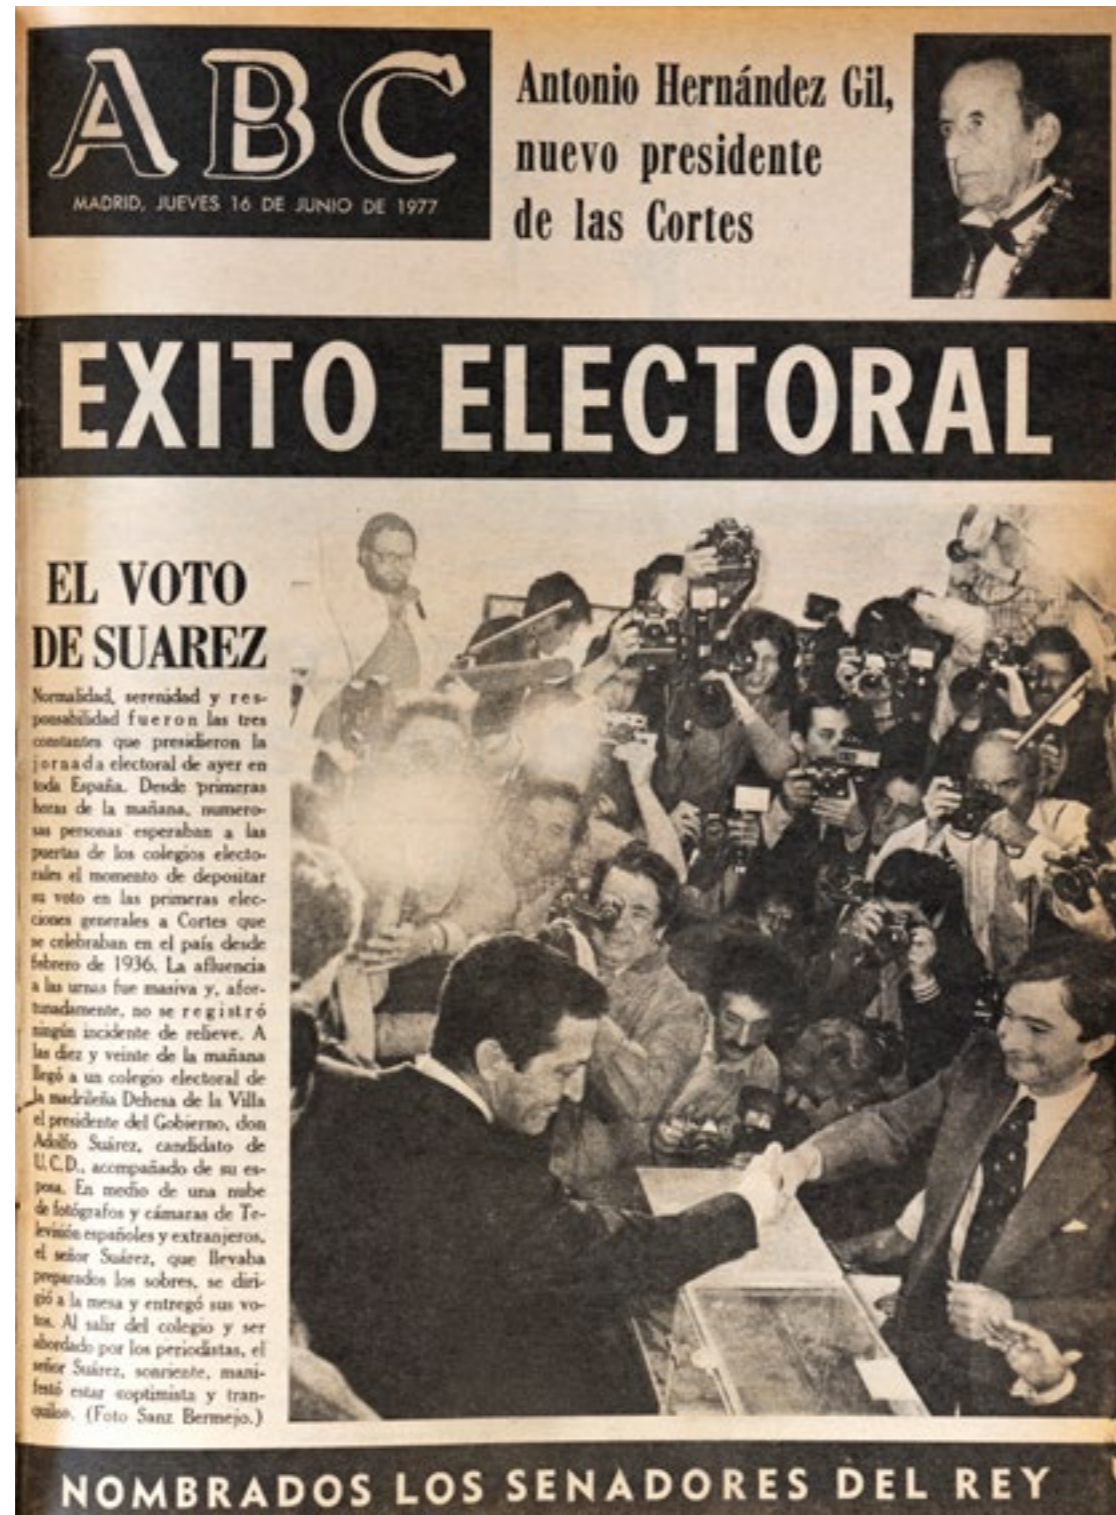 ABC
MADRID, JUEVES 16 DE JUNIO DE 1977
Antonio Hernández Gil,
nuevo presidente
de las Cortes
EXITO ELECTORAL
EL VOTO
DE SUAREZ
Normalidad, serenidad y res-
ponsabilidad fueron las tres
constantes que presidieron la
jornada electoral de ayer en
toda España. Desde primeras
horas de la mañana, numero-
sas personas esperaban a las
puertas de los colegios electo-
rales el momento de depositar
su voto en las primeras elec-
ciones generales a Cortes que
se celebraban en el país desde
febrero de 1936. La afluencia
a las urnas fue masiva y, afor-
tunadamente, no se registró
ningún incidente de relieve. A
las diez y veinte de la mañana
llegó a un colegio electoral de
la madrileña Dehesa de la Villa
el presidente del Gobierno, don
Adolfo Suárez, candidato de
U.C.D., acompañado de su es-
posa. En medio de una nube
de fotógrafos y cámaras de Te-
levisión españoles y extranjeros,
el señor Suárez, que llevaba
preparados los sobres, se diri-
gió a la mesa y entregó sus vo-
tos. Al salir del colegio y ser
abordado por los periodistas, el
señor Suárez, sonriente, mani-
festó estar «optimista y tran-
quilo». (Foto Sanz Bermejo.)
NOMBRADOS LOS SENADORES DEL REY